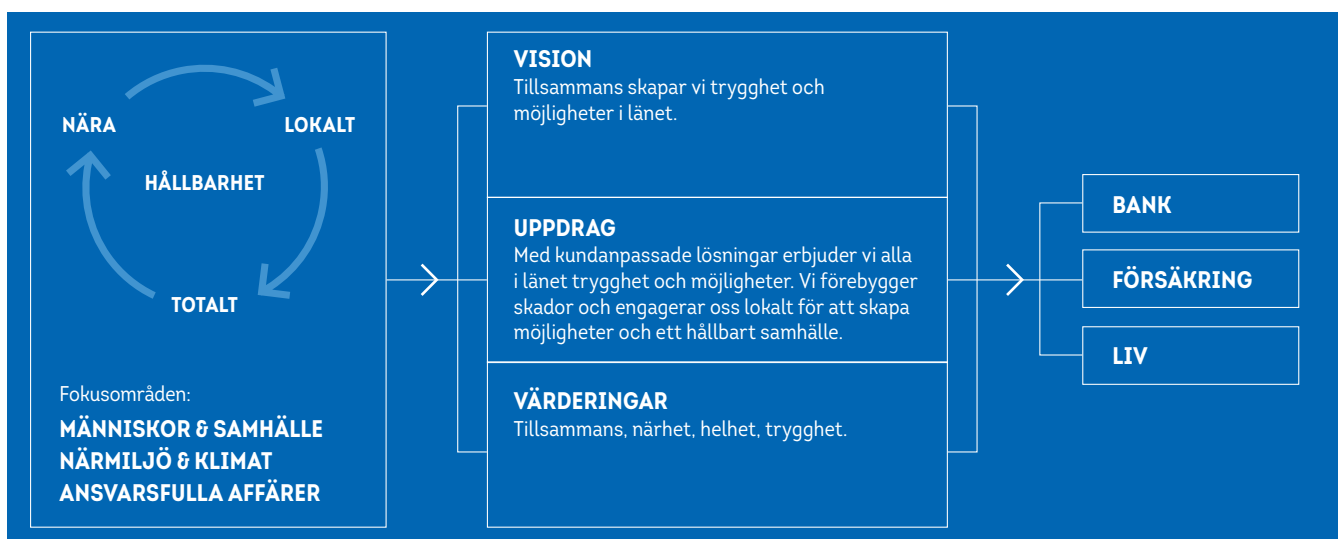 NÄRA
LOKALT
HÅLLBARHET
TOTALT
Fokusområden:
MÄNNISKOR & SAMHÄLLE
NÄRMILJÖ & KLIMAT
ANSVARSFULLA AFFÄRER
VISION
Tillsammans skapar vi trygghet och
möjligheter i länet.
UPPDRAG
Med kundanpassade lösningar erbjuder vi alla
i länet trygghet och möjligheter. Vi förebygger
skador och engagerar oss lokalt för att skapa
möjligheter och ett hållbart samhälle.
VÄRDERINGAR
Tillsammans, närhet, helhet, trygghet.
BANK
FÖRSÄKRING
LIV